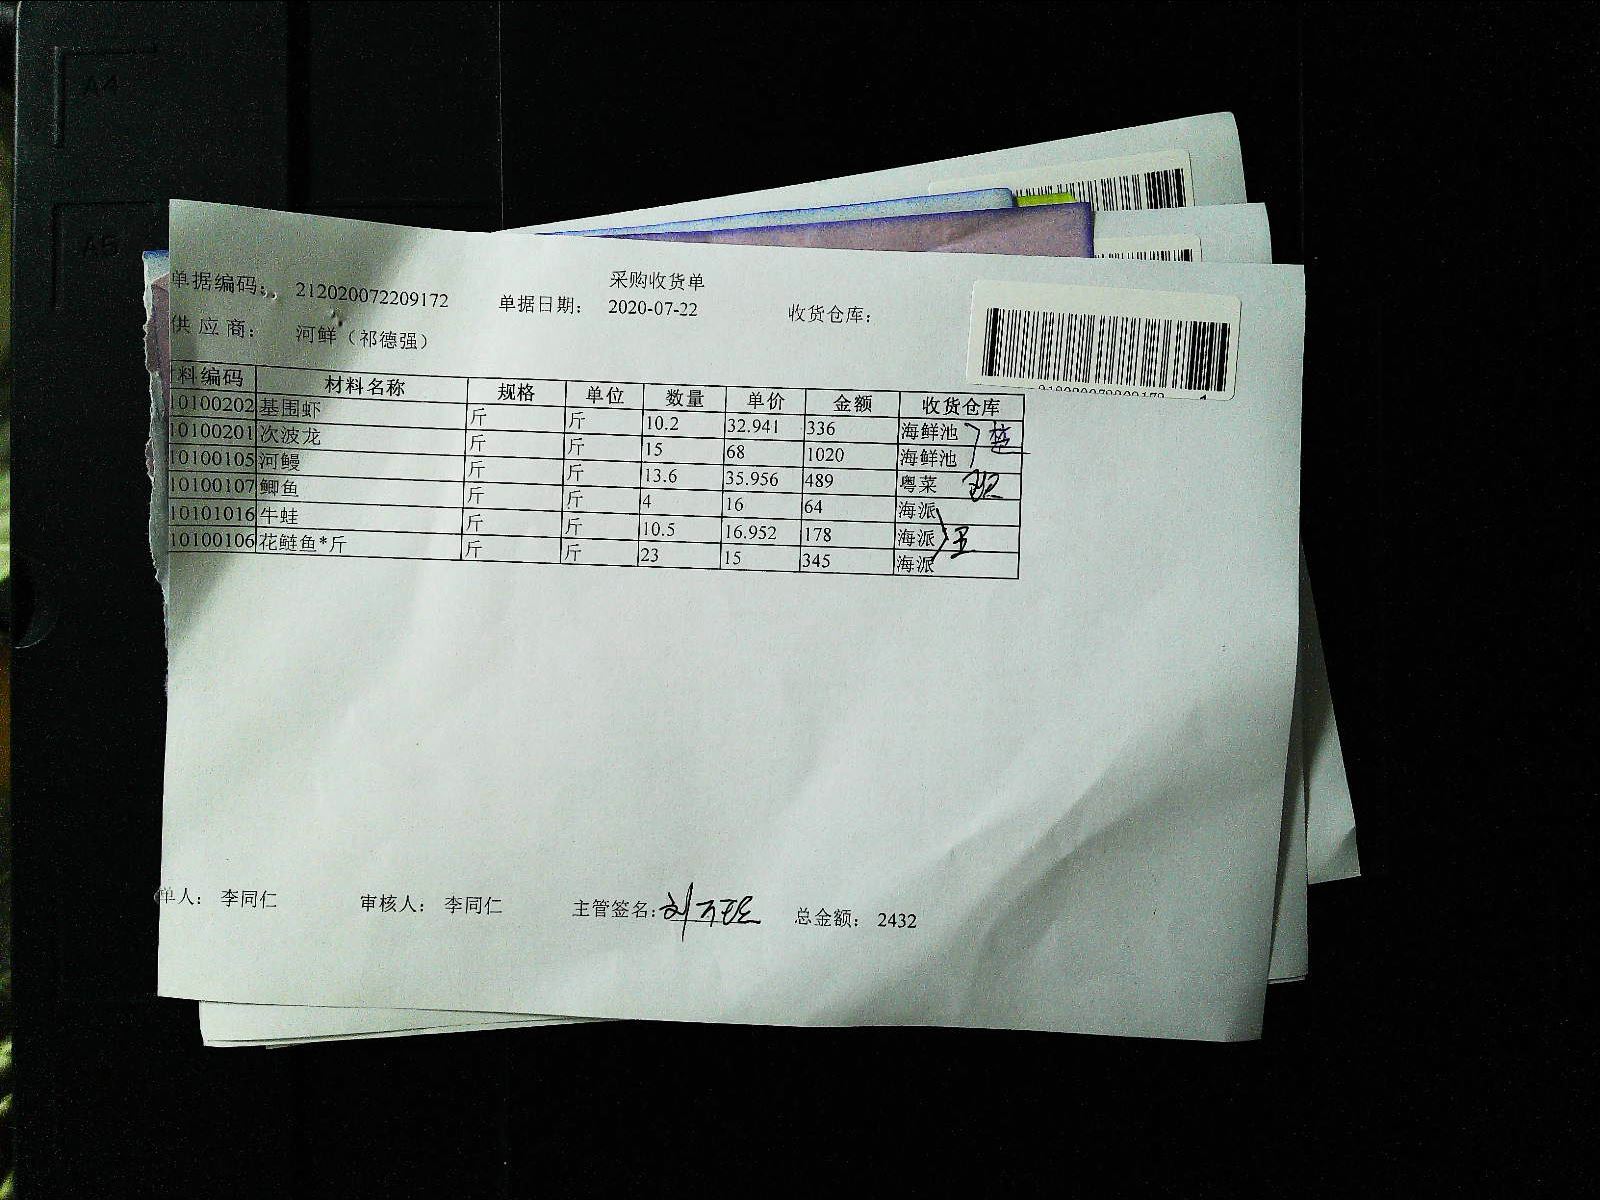 A4
A5
采购收货单
单据编码： 212020072209172 单据日期： 2020-07-22 收货仓库：
供应商： 河鲜（祁德强）
料编码 材料名称 规格 单位 数量 单价 金额 收货仓库
10100202 基围虾 斤 斤 10.2 32.941 336 海鲜池
10100201 次波龙 斤 斤 15 68 1020 海鲜池
10100105 河鳗 斤 斤 13.6 35.956 489 粤菜
10100107 鲫鱼 斤 斤 4 16 64 海派
10101016 牛蛙 斤 斤 10.5 16.952 178 海派
10100106 花鲢鱼*斤 斤 斤 23 15 345 海派
王
单人： 李同仁 审核人： 李同仁 主管签名： 总金额： 2432